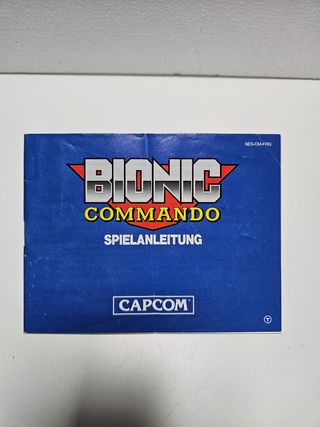 NES-CM-FRG
BIONIC
COMMANDO
SPIELANLEITUNG
CAPCOM
T